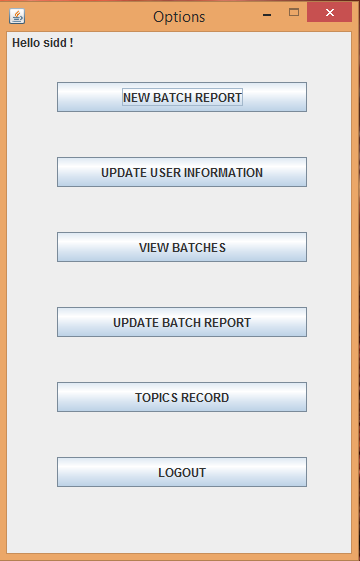 Options
Hello sidd !
NEW BATCH REPORT
UPDATE USER INFORMATION
VIEW BATCHES
UPDATE BATCH REPORT
TOPICS RECORD
LOGOUT